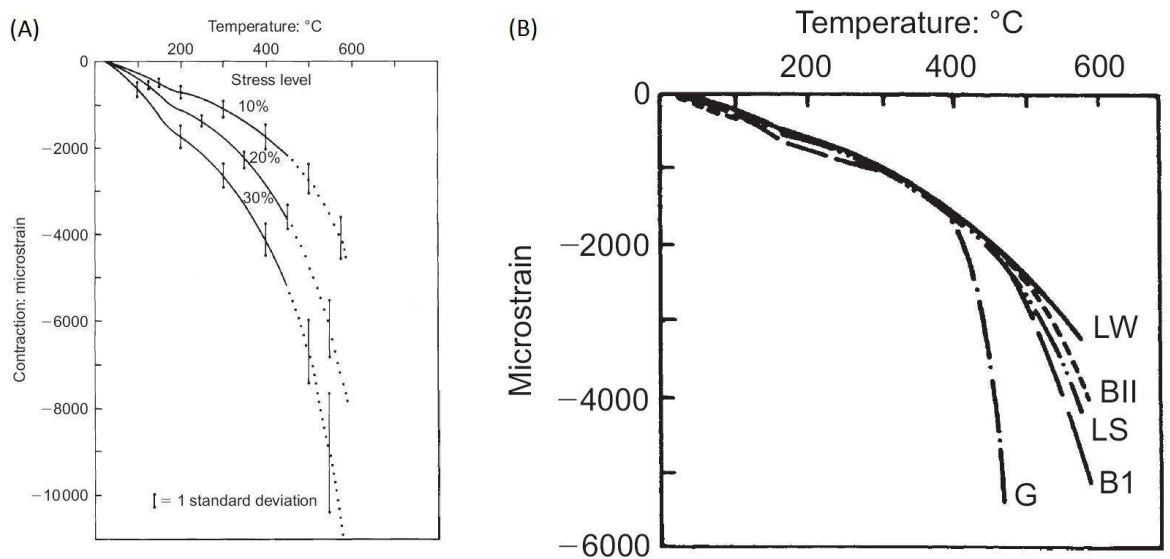 (A)
Temperature: °C
200 400 600
0
Stress level
10%
20%
30%
−2000
−4000
−6000
−8000
−10000
Contraction: microstrain
= 1 standard deviation
(B)
Temperature: °C
200 400 600
0
−2000
−4000
−6000
Microstrain
LW
BII
LS
B1
G